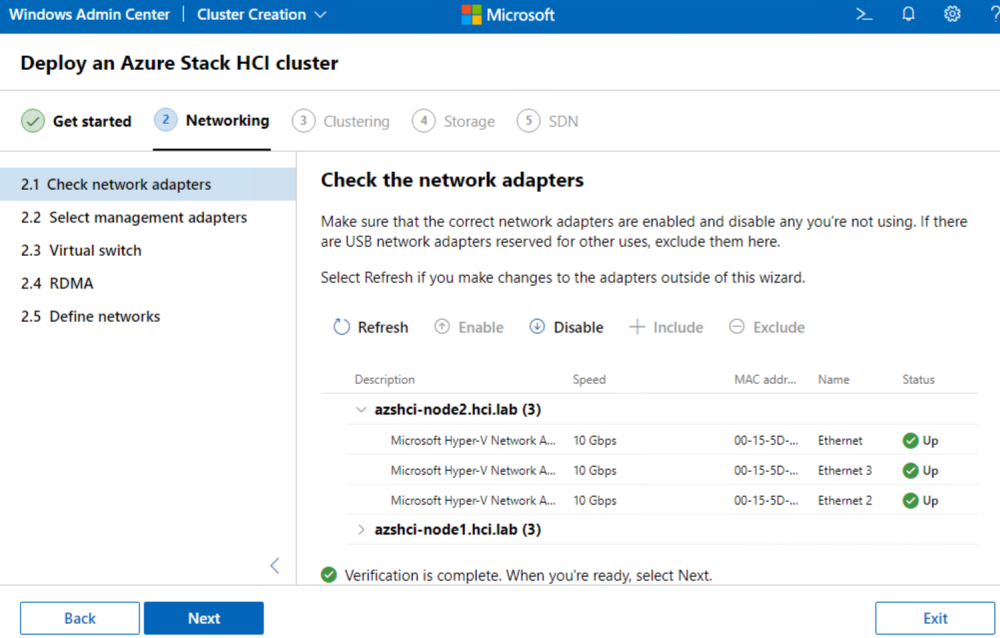 Windows Admin Center | Cluster Creation
Microsoft
?
Deploy an Azure Stack HCI cluster
Get started
2 Networking
3 Clustering
4 Storage
5 SDN
2.1 Check network adapters
2.2 Select management adapters
2.3 Virtual switch
2.4 RDMA
2.5 Define networks
Check the network adapters
Make sure that the correct network adapters are enabled and disable any you're not using. If there
are USB network adapters reserved for other uses, exclude them here.
Select Refresh if you make changes to the adapters outside of this wizard.
Refresh Enable Disable Include Exclude
Description Speed MAC addr... Name Status
azshci-node2.hci.lab (3)
Microsoft Hyper-V Network A... 10 Gbps 00-15-5D-... Ethernet Up
Microsoft Hyper-V Network A... 10 Gbps 00-15-5D-... Ethernet 3 Up
Microsoft Hyper-V Network A... 10 Gbps 00-15-5D-... Ethernet 2 Up
azshci-node1.hci.lab (3)
Verification is complete. When you're ready, select Next.
Back Next Exit